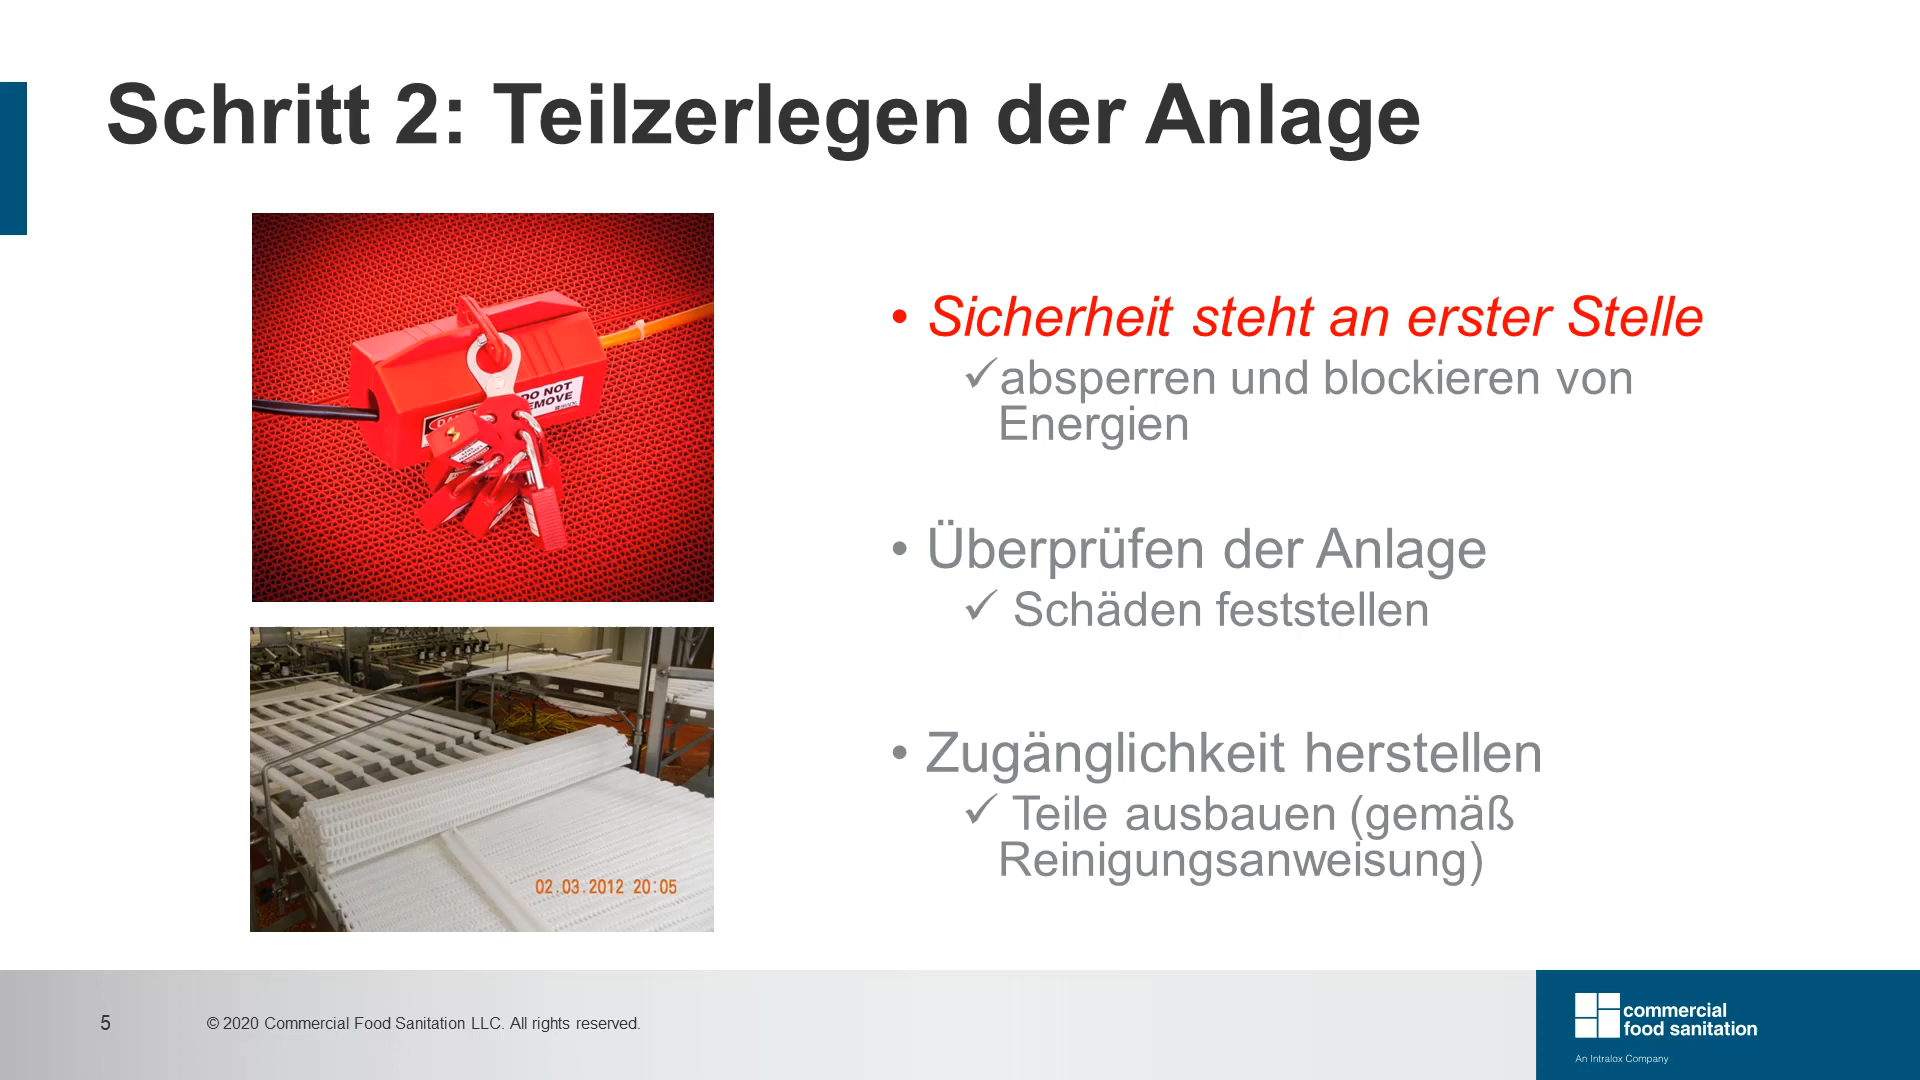 Schritt 2: Teilzerlegen der Anlage
DO NOT
• Sicherheit steht an erster Stelle
✓absperren und blockieren von
Energien
• Überprüfen der Anlage
✓ Schäden feststellen
• Zugänglichkeit herstellen
✓ Teile ausbauen (gemäß
Reinigungsanweisung)
02.03.2012 20:05
5
© 2020 Commercial Food Sanitation LLC. All rights reserved.
commercial
food sanitation
An Intralox Company